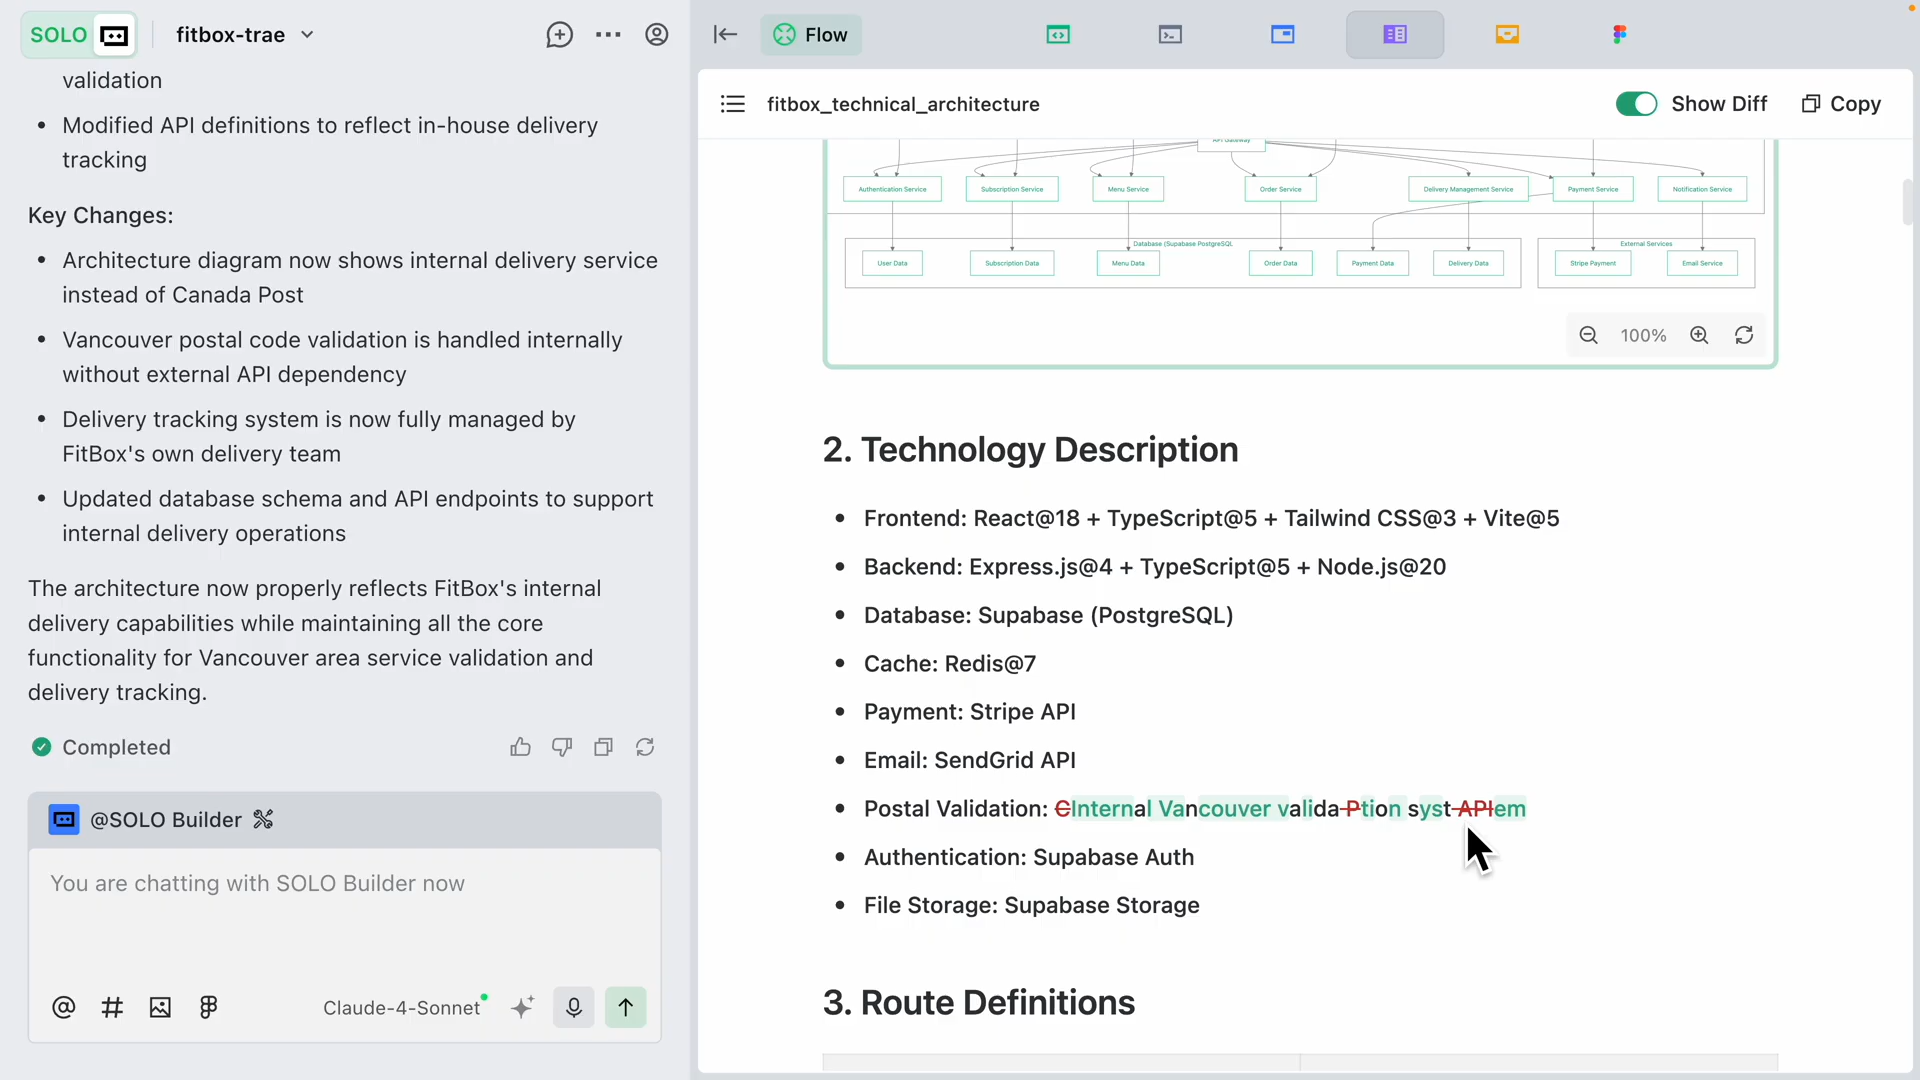 SOLO
fitbox-trae
validation
• Modified API definitions to reflect in-house delivery
tracking
Key Changes:
• Architecture diagram now shows internal delivery service
instead of Canada Post
• Vancouver postal code validation is handled internally
without external API dependency
• Delivery tracking system is now fully managed by
FitBox's own delivery team
• Updated database schema and API endpoints to support
internal delivery operations
The architecture now properly reflects FitBox's internal
delivery capabilities while maintaining all the core
functionality for Vancouver area service validation and
delivery tracking.
Completed
@SOLO Builder
You are chatting with SOLO Builder now
Claude-4-Sonnet
Flow
fitbox_technical_architecture
Show Diff
Copy
API Gateway
Authentication Service
Subscription Service
Menu Service
Order Service
Delivery Management Service
Payment Service
Notification Service
Database (Supabase PostgreSQL
External Services
User Data
Subscription Data
Menu Data
Order Data
Payment Data
Delivery Data
Stripe Payment
Email Service
100%
2. Technology Description
• Frontend: React@18 + TypeScript@5 + Tailwind CSS@3 + Vite@5
• Backend: Express.js@4 + TypeScript@5 + Node.js@20
• Database: Supabase (PostgreSQL)
• Cache: Redis@7
• Payment: Stripe API
• Email: SendGrid API
• Postal Validation: CInternal Vancouver valida Ption syst APIem
• Authentication: Supabase Auth
• File Storage: Supabase Storage
3. Route Definitions